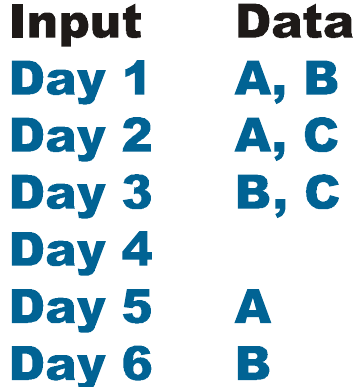 Input Data
Day 1 A, B
Day 2 A, C
Day 3 B, C
Day 4
Day 5 A
Day 6 B